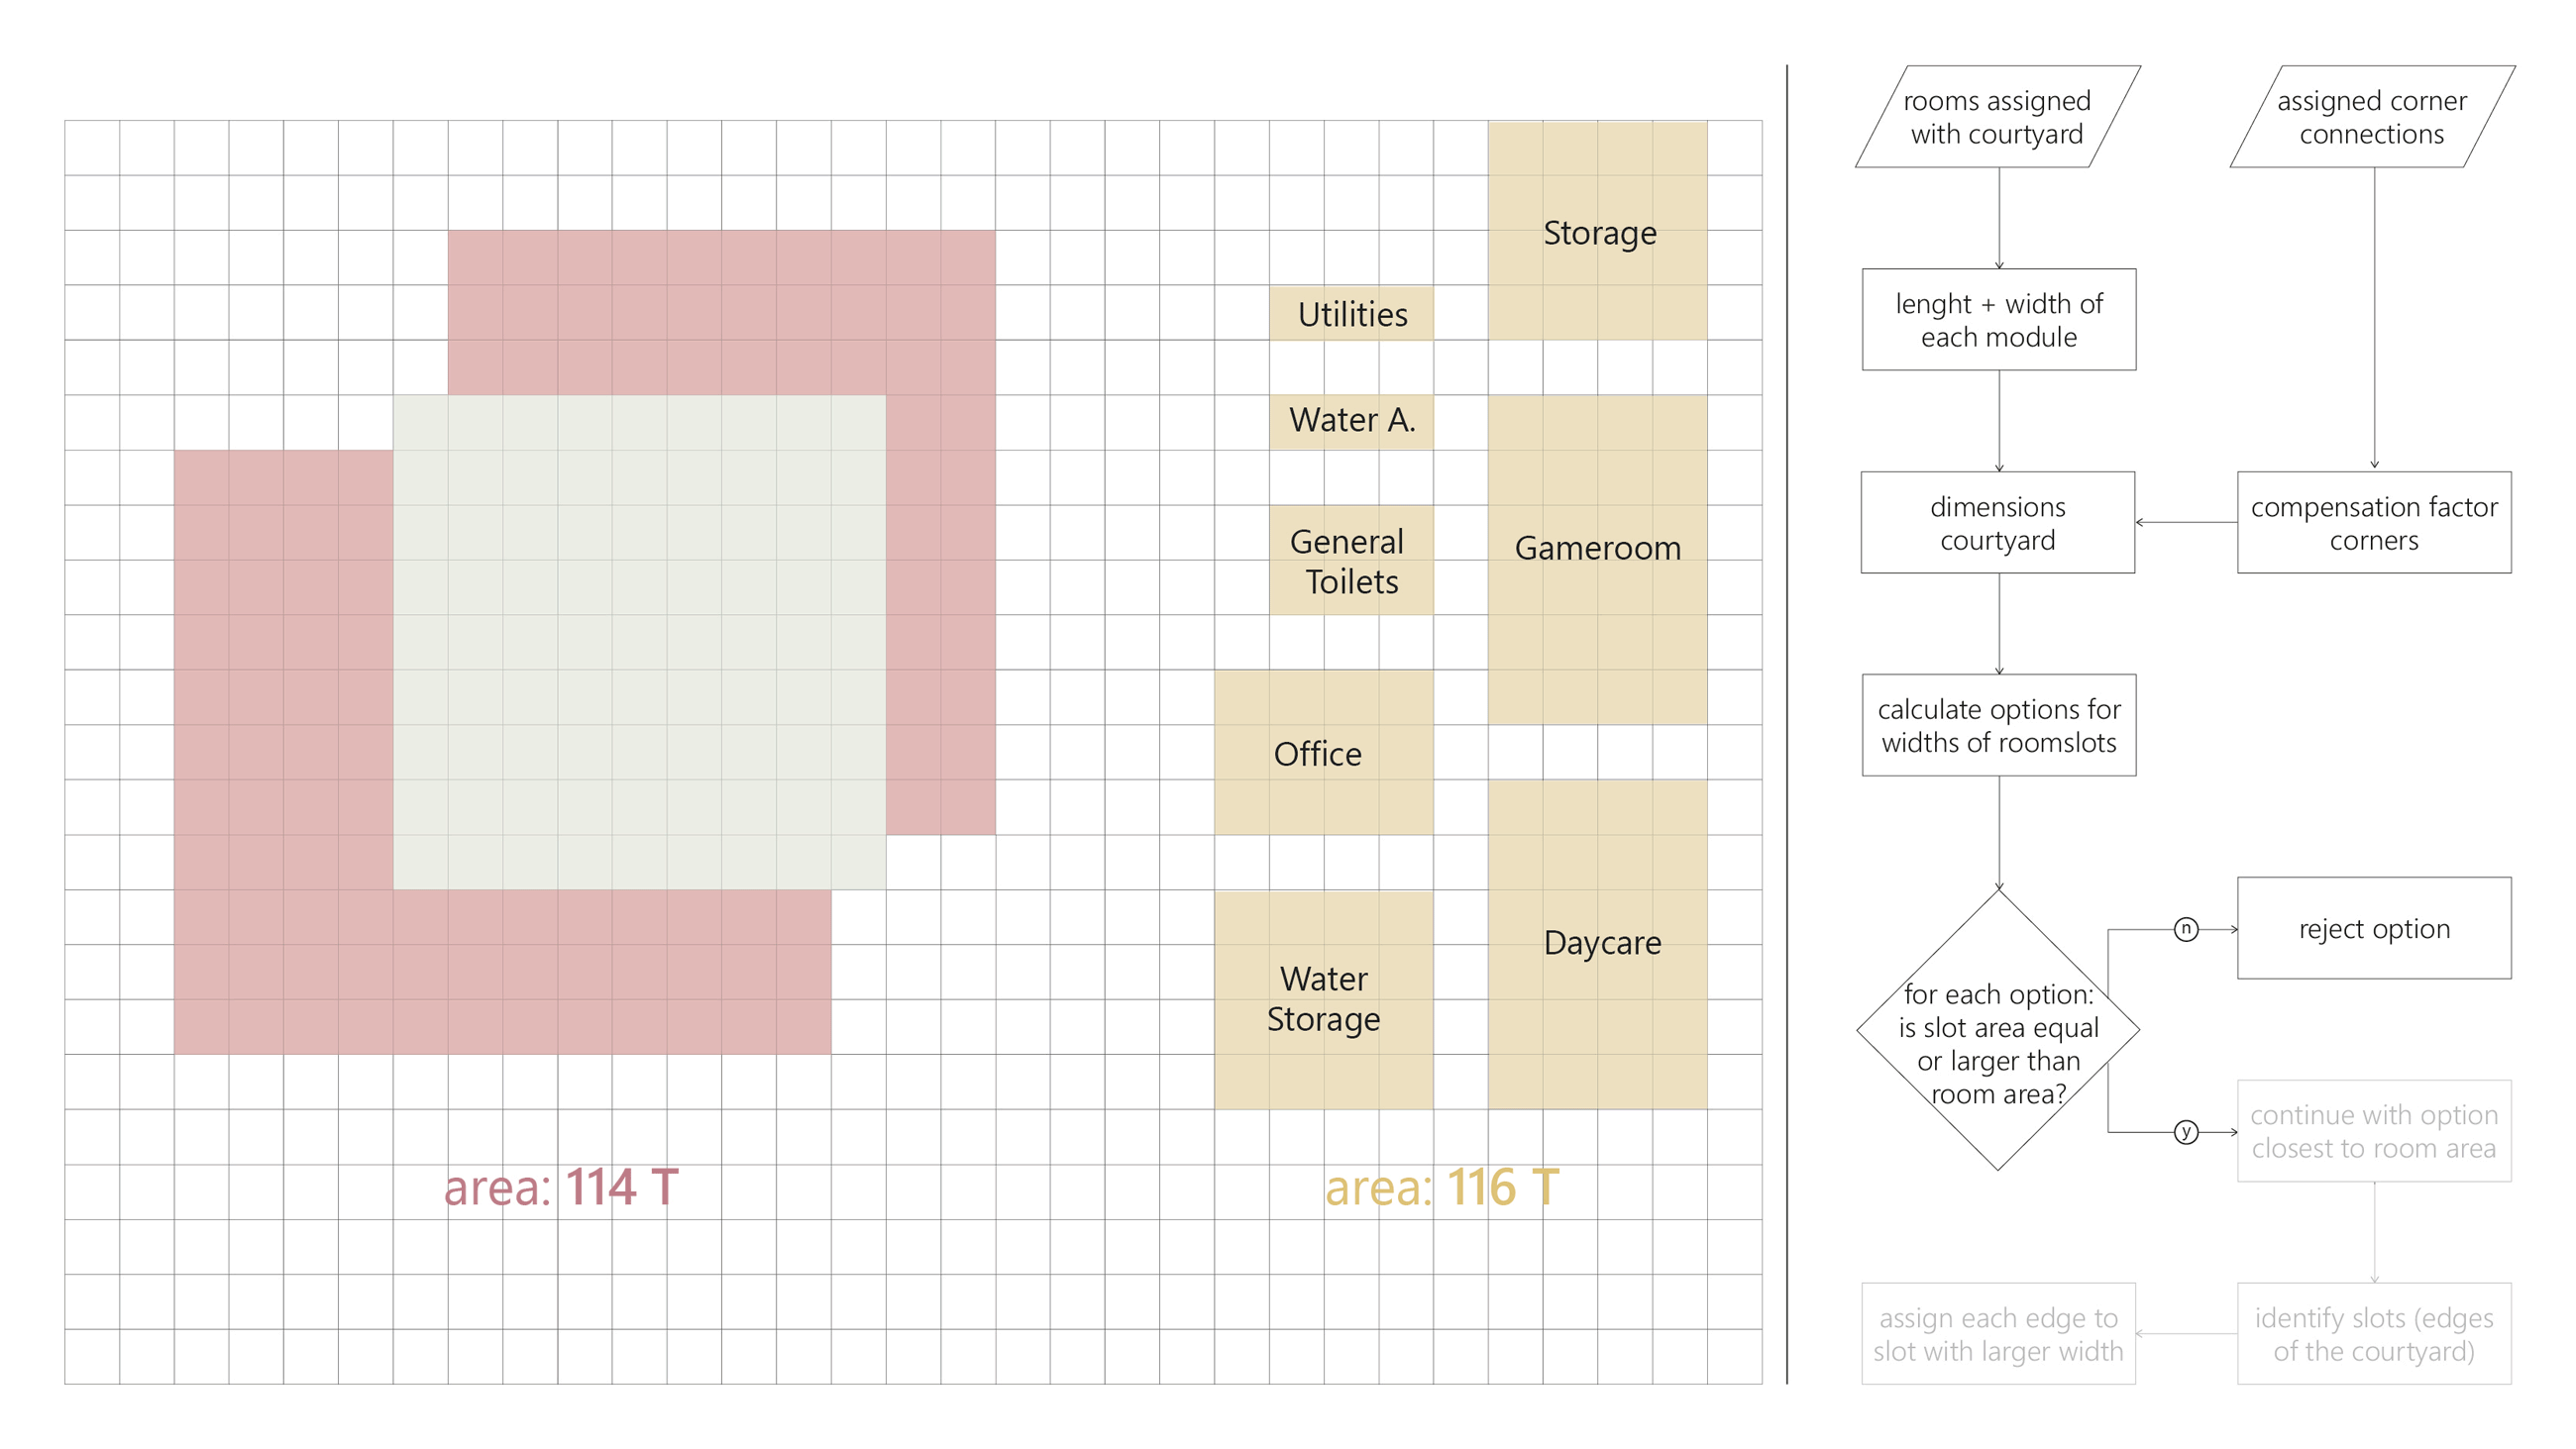 Storage
Utilities
Water A.
General
Toilets
Gameroom
Office
Water
Storage
Daycare
area: 114 T
area: 116 T
rooms assigned
with courtyard
assigned corner
connections
lenght + width of
each module
dimensions
courtyard
compensation factor
corners
calculate options for
widths of roomslots
n
reject option
for each option:
is slot area equal
or larger than
room area?
y
continue with option
closest to room area
assign each edge to
slot with larger width
identify slots (edges
of the courtyard)